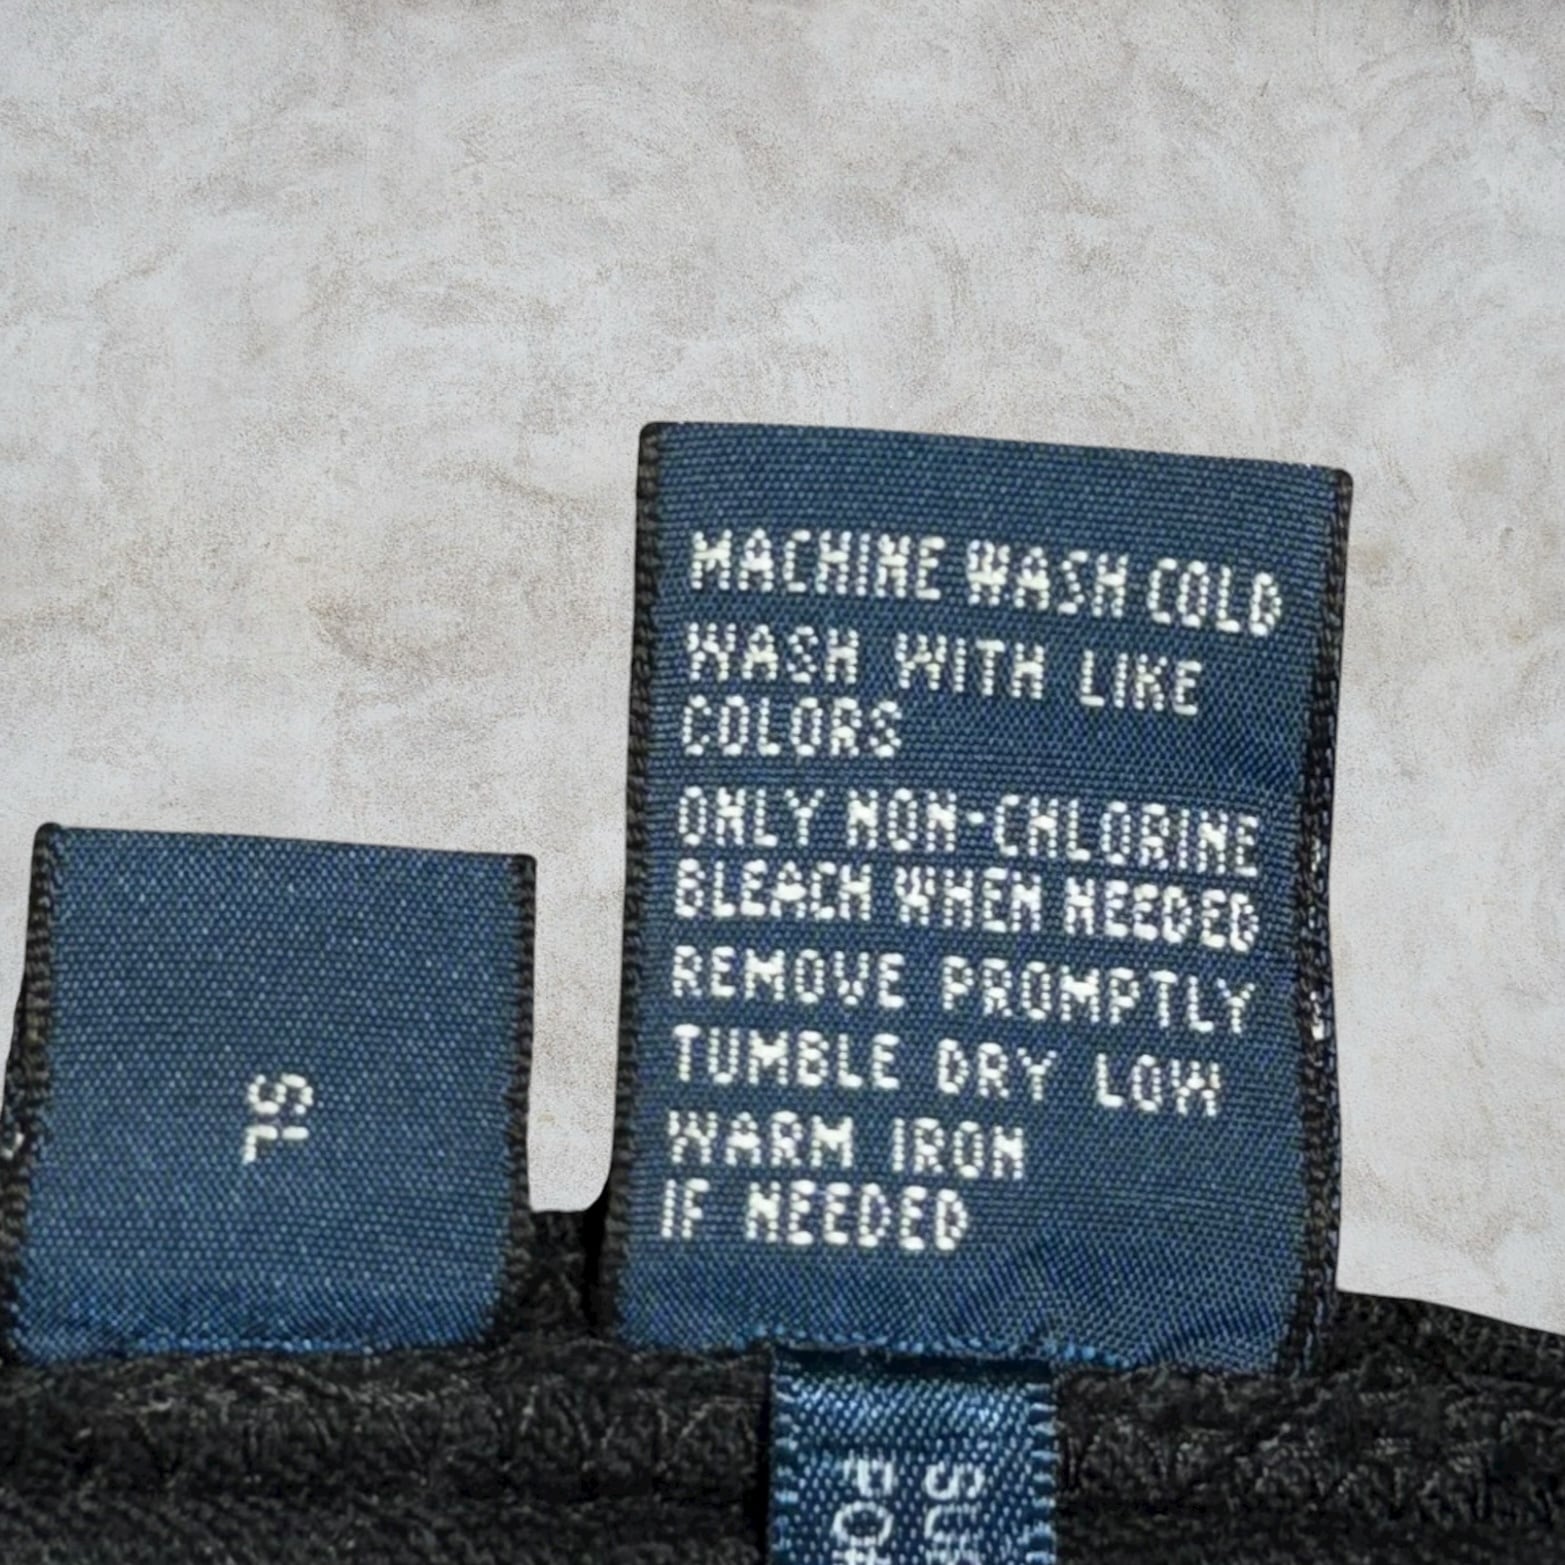 SL
MACHINE WASH COLD
WASH WITH LIKE
COLORS
ONLY NON-CHLORINE
BLEACH WHEN NEEDED
REMOVE PROMPTLY
TUMBLE DRY LOW
WARM IRON
IF NEEDED